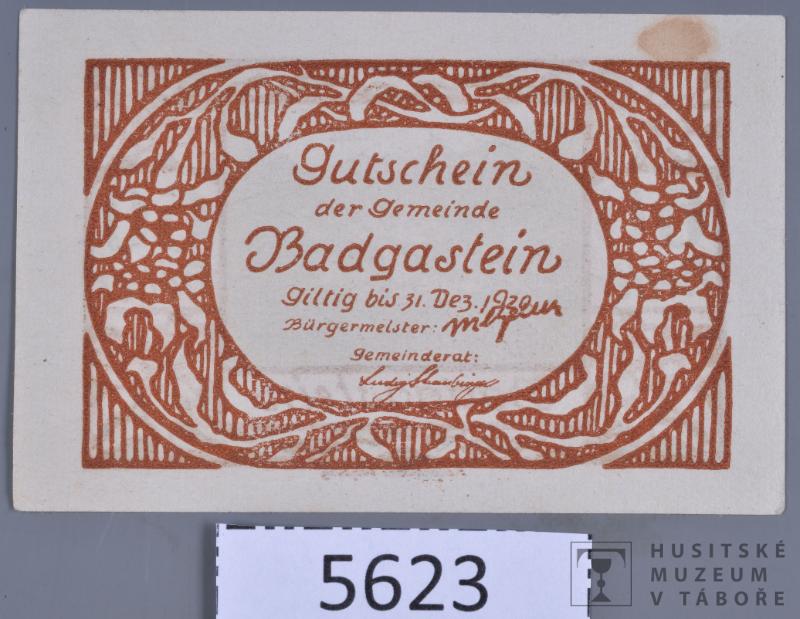 Gutschein
der Gemeinde
Badgastein
Giltig bis 31. Dez.
Bürgermeister:
Gemeinderat:
5623
HUSITSKÉ
MUZEUM
V TÁBOŘE